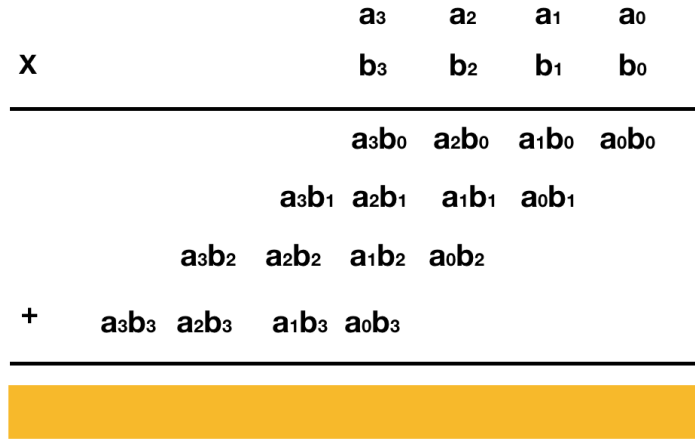 a₃ a₂ a₁ a₀
X b₃ b₂ b₁ b₀
a₃b₀ a₂b₀ a₁b₀ a₀b₀
a₃b₁ a₂b₁ a₁b₁ a₀b₁
a₃b₂ a₂b₂ a₁b₂ a₀b₂
+ a₃b₃ a₂b₃ a₁b₃ a₀b₃